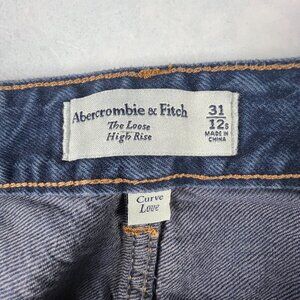 Abercrombie & Fitch
The Loose
High Rise
31
12S
MADE IN
CHINA
Curve
Love